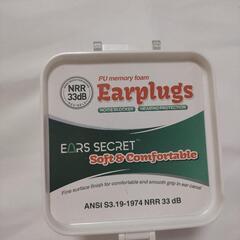 PU memory foam
NRR
33dB
Earplugs
NOISE BLOCKER HEARING PROTECTION
EARS SECRET
Soft & Comfortable
Fine surface finish for comfortable and smooth grip in ear canal
ANSI S3.19-1974 NRR 33 dB